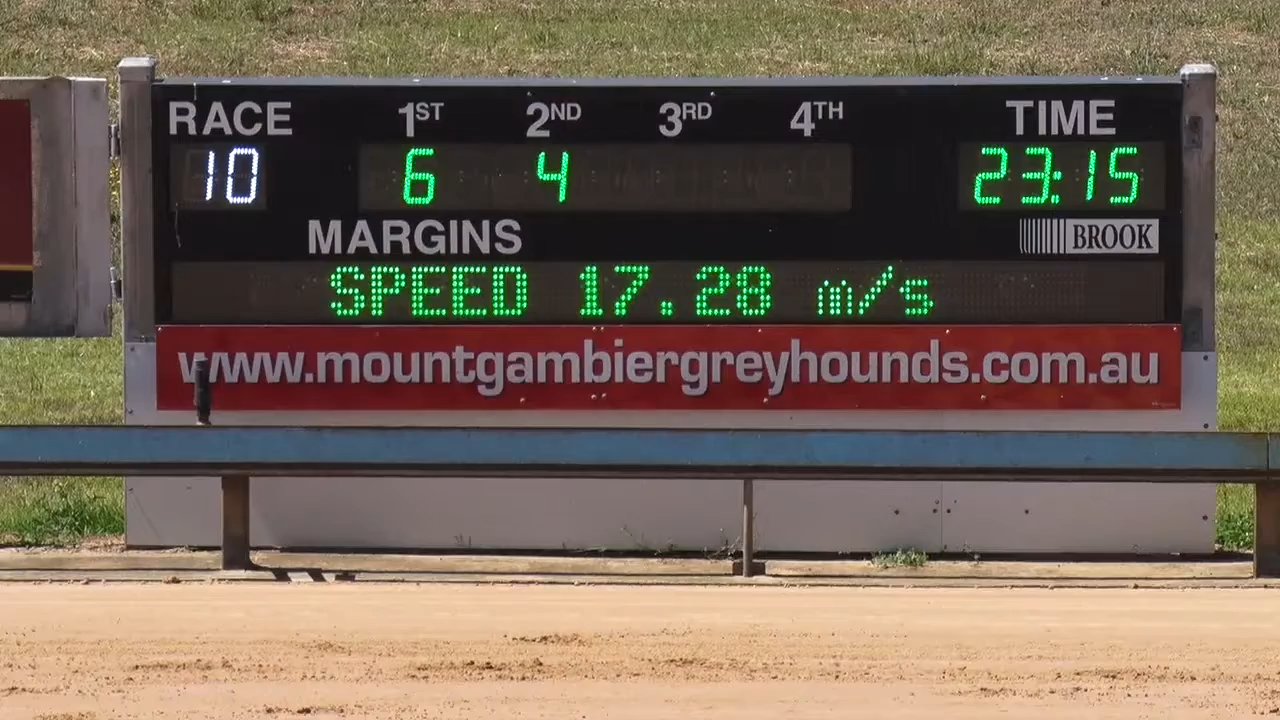 RACE 1ST 2ND 3RD 4TH TIME
10 6 4 23:15
MARGINS BROOK
SPEED 17.28 m/s
www.mountgambiergreyhounds.com.au